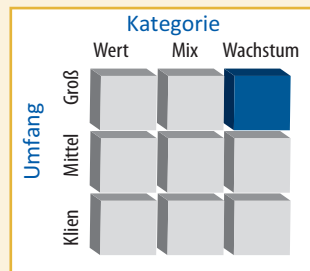 Kategorie
Wert Mix Wachstum
Umfang
Groß
Mittel
Klien